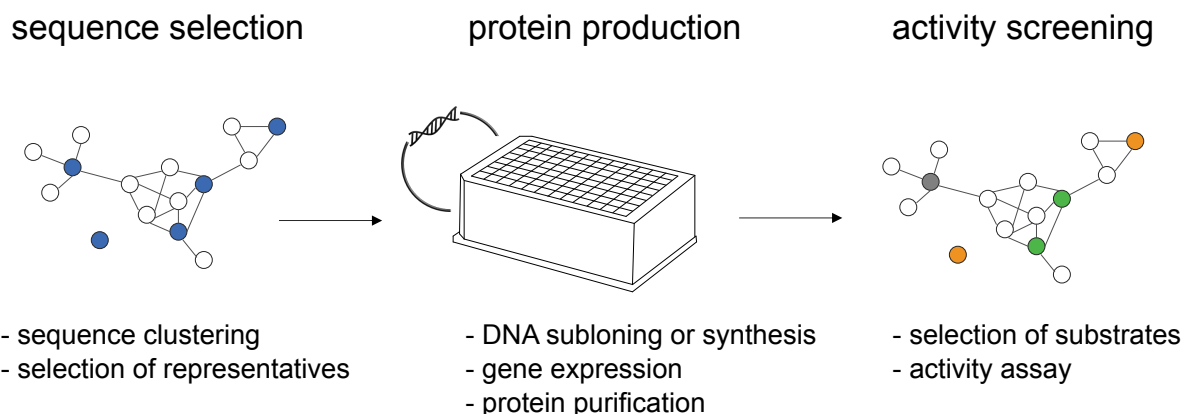 sequence selection
protein production
activity screening
- sequence clustering
- selection of representatives
- DNA subloning or synthesis
- gene expression
- protein purification
- selection of substrates
- activity assay